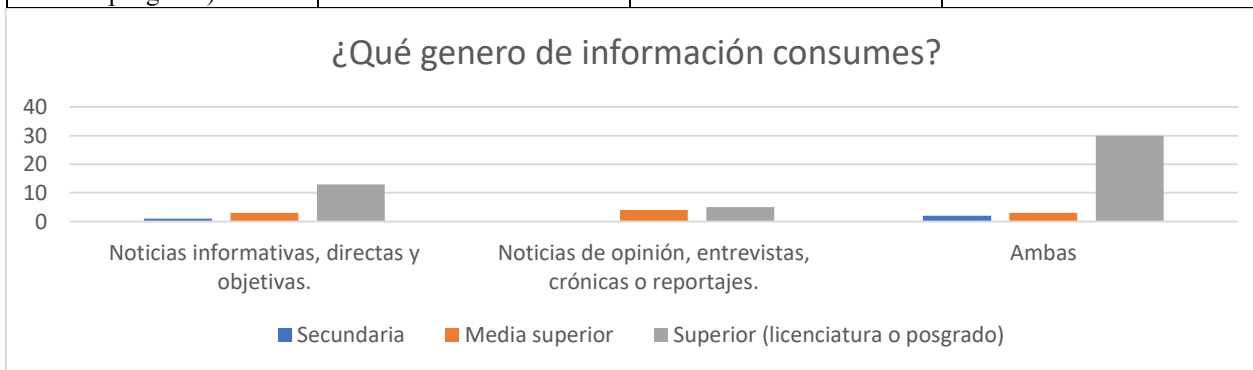 ¿Qué genero de información consumes?
40
30
20
10
0
Noticias informativas, directas y
objetivas.
Noticias de opinión, entrevistas,
crónicas o reportajes.
Ambas
Secundaria
Media superior
Superior (licenciatura o posgrado)